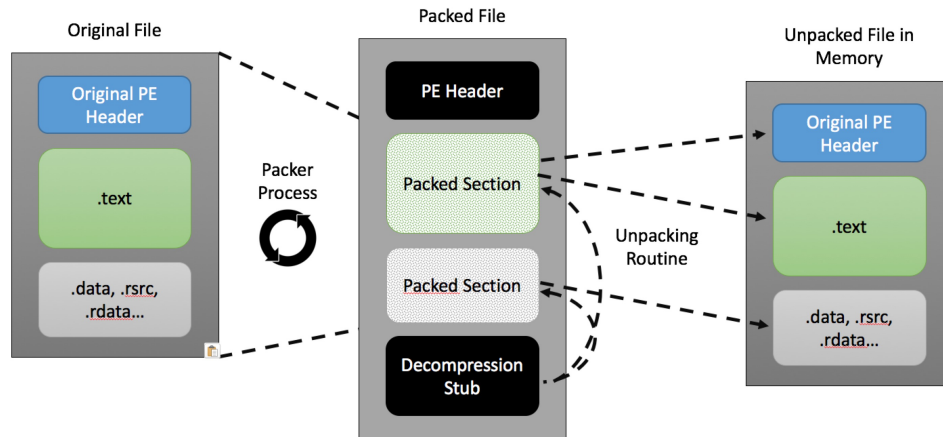 Original File
Original PE
Header
.text
.data, .rsrc,
.rdata...
Packer
Process
Packed File
PE Header
Packed Section
Packed Section
Decompression
Stub
Unpacking
Routine
Unpacked File in
Memory
Original PE
Header
.text
.data, .rsrc,
.rdata...